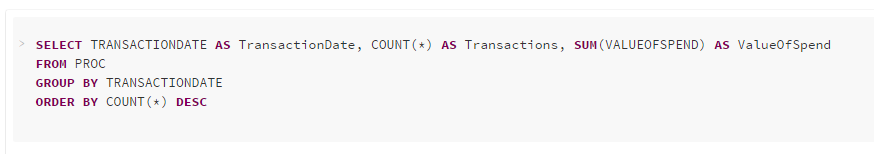 SELECT TRANSACTIONDATE AS TransactionDate, COUNT(*) AS Transactions, SUM(VALUEOFSPEND) AS ValueOfSpend
FROM PROC
GROUP BY TRANSACTIONDATE
ORDER BY COUNT(*) DESC